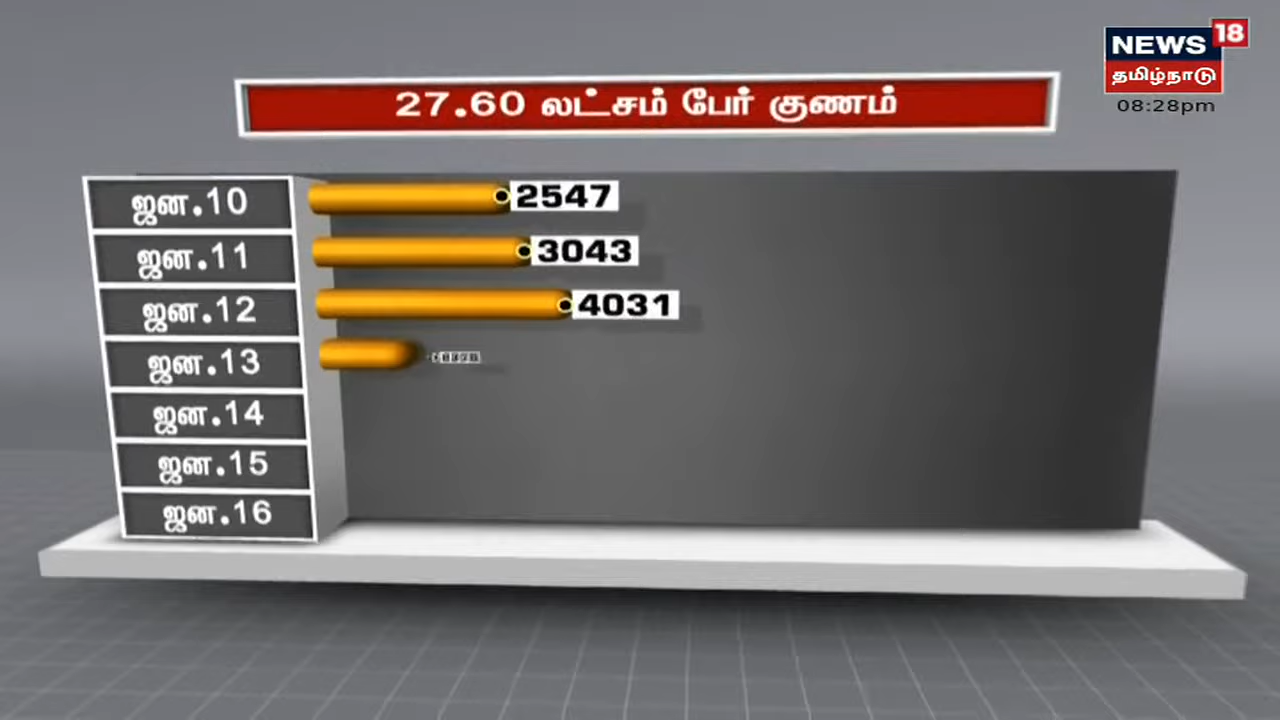 NEWS 18
தமிழ்நாடு
08:28pm
27.60 லட்சம் பேர் குணம்
ஜன.10 2547
ஜன.11 3043
ஜன.12 4031
ஜன.13
ஜன.14
ஜன.15
ஜன.16